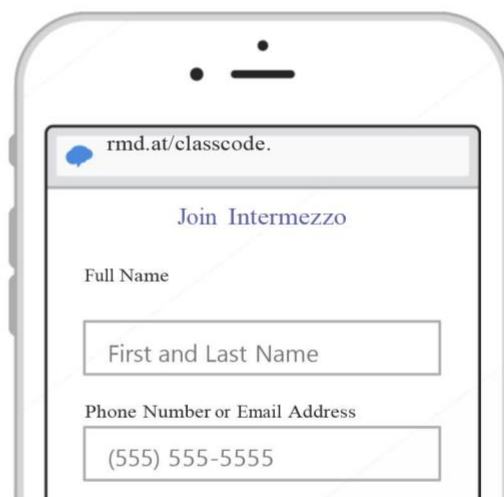 rmd.at/classcode.
Join Intermezzo
Full Name
First and Last Name
Phone Number or Email Address
(555) 555-5555